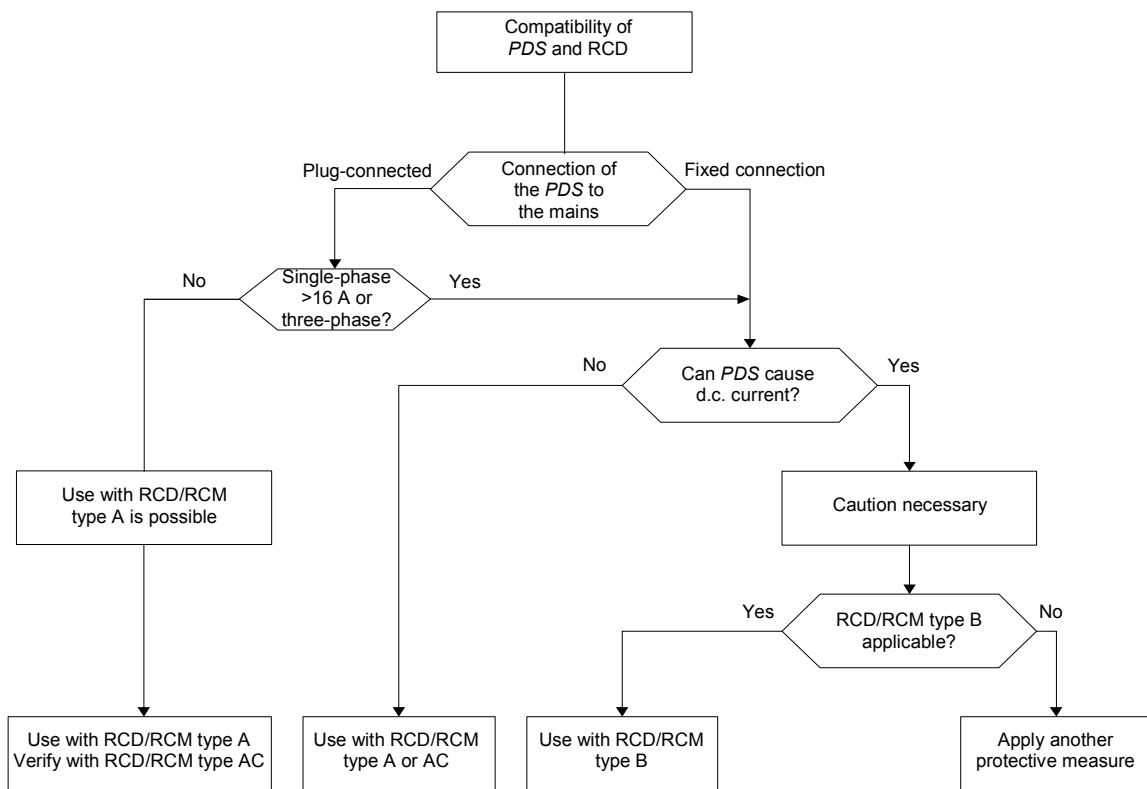 Compatibility of
PDS and RCD
Plug-connected
Connection of
the PDS to
the mains
Fixed connection
No
Single-phase
>16 A or
three-phase?
Yes
No
Can PDS cause
d.c. current?
Yes
Use with RCD/RCM
type A is possible
Caution necessary
Yes
RCD/RCM type B
applicable?
No
Use with RCD/RCM type A
Verify with RCD/RCM type AC
Use with RCD/RCM
type A or AC
Use with RCD/RCM
type B
Apply another
protective measure